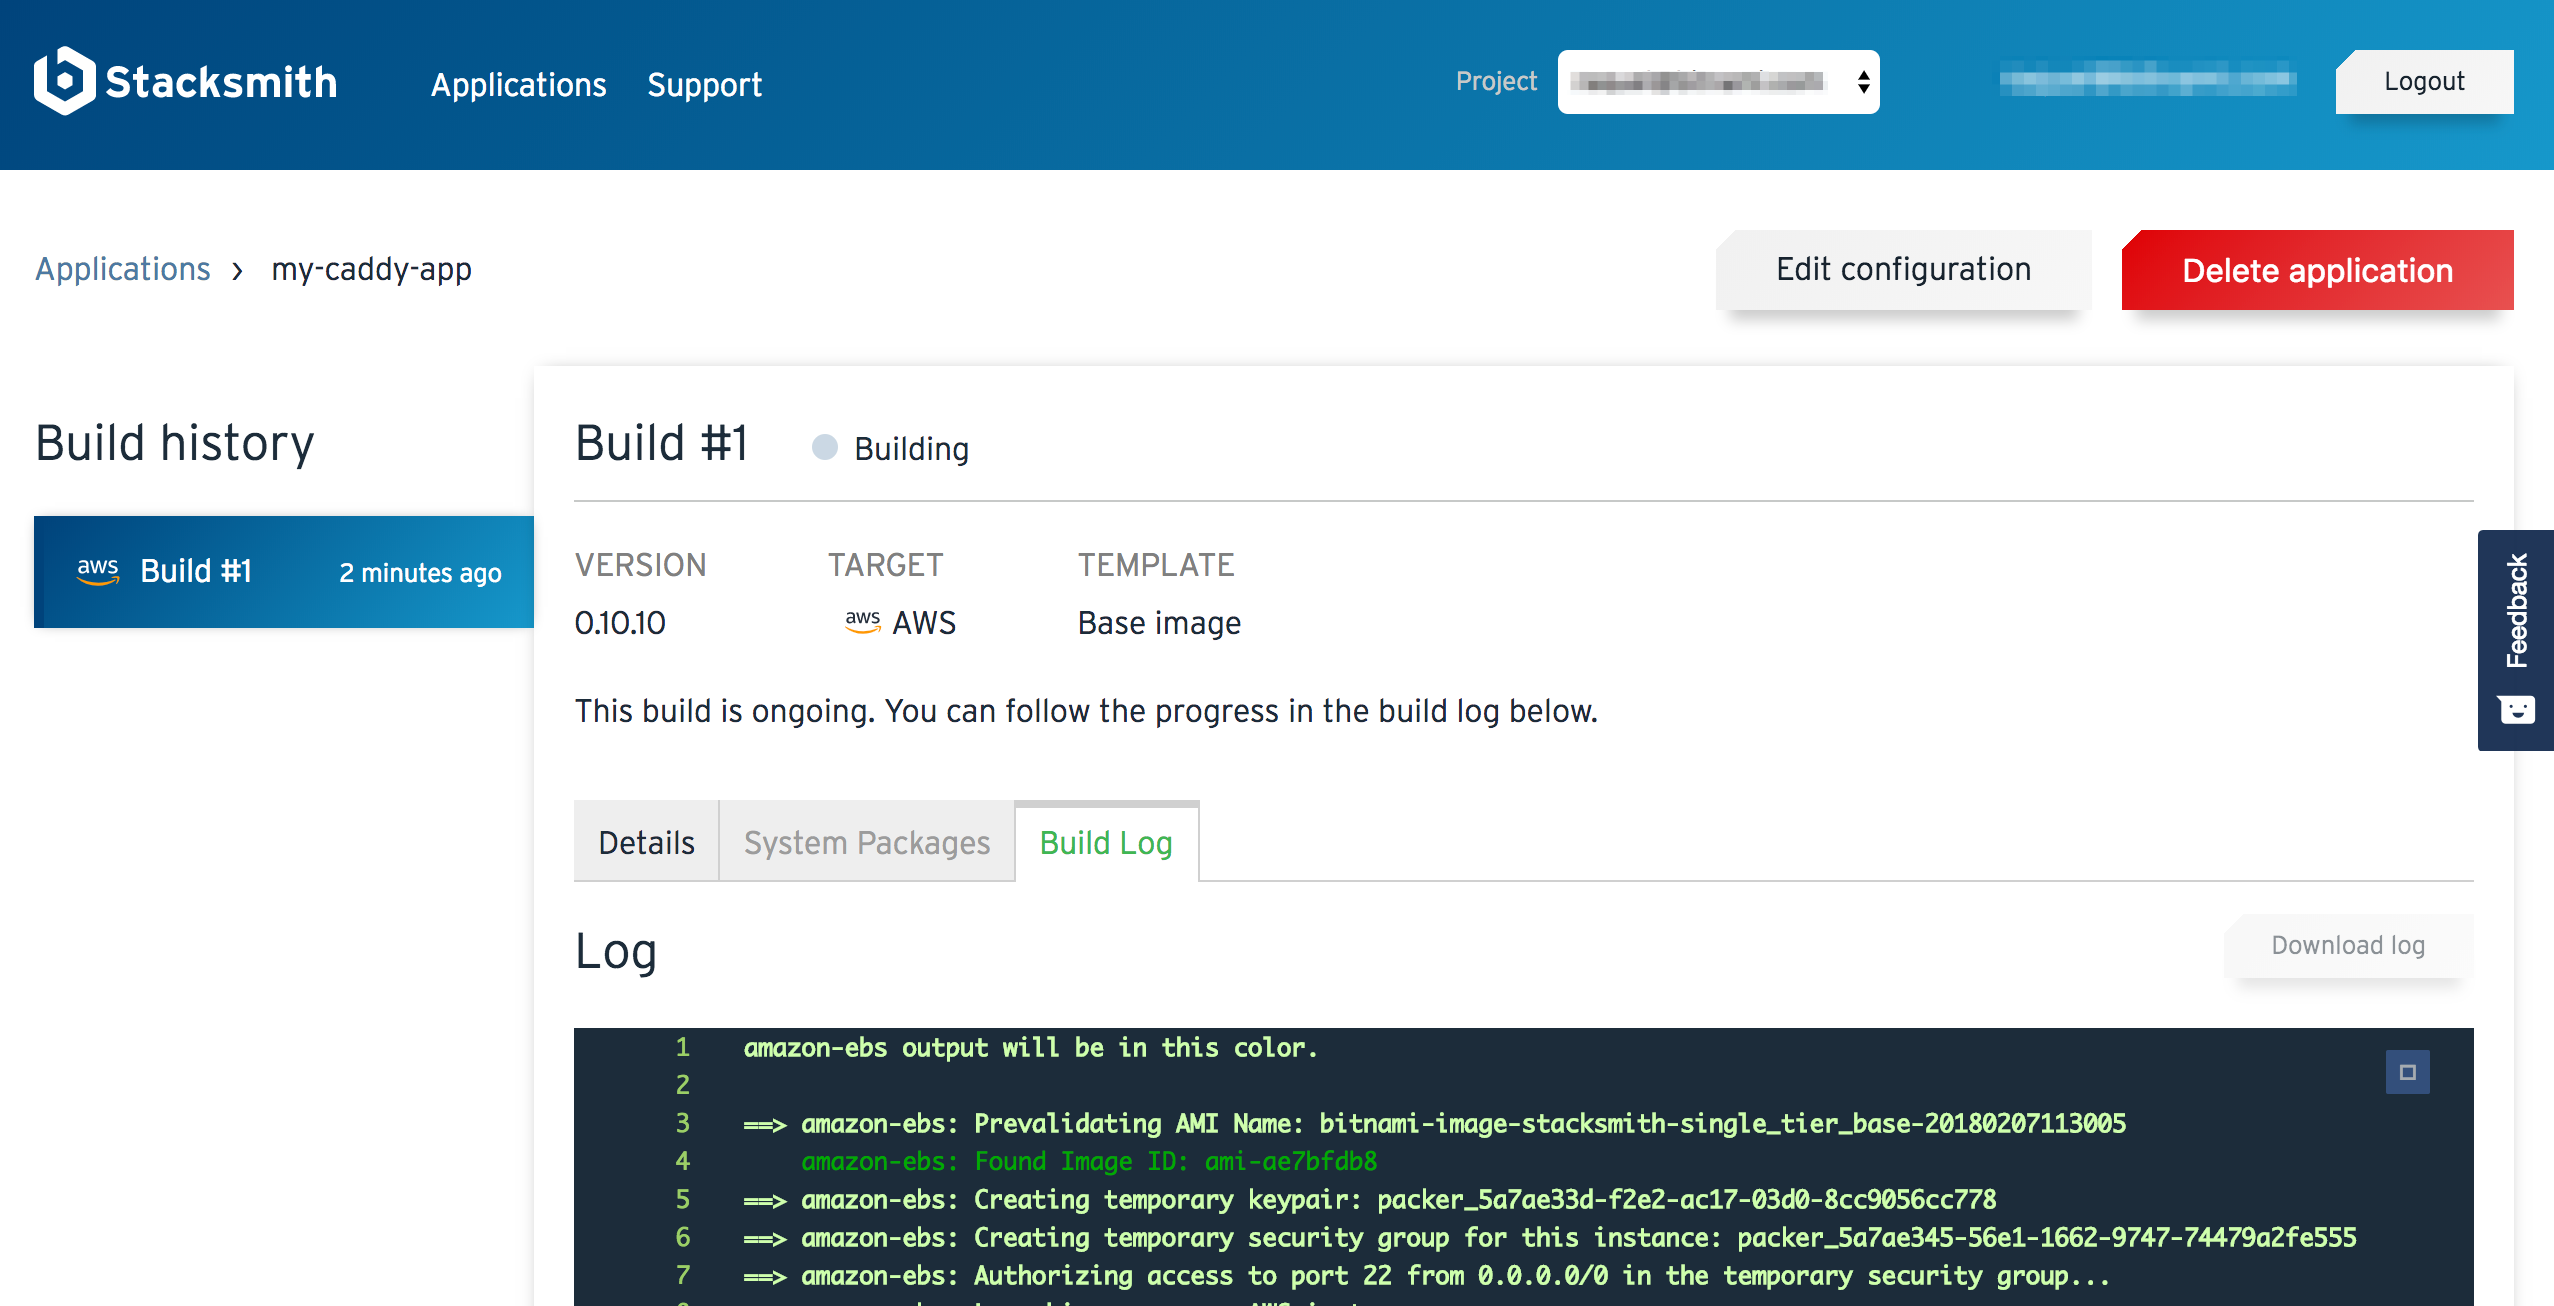 Stacksmith Applications Support Project Logout
Applications › my-caddy-app Edit configuration Delete application
Build history
aws Build #1 2 minutes ago
Build #1 Building
VERSION TARGET TEMPLATE
0.10.10 aws AWS Base image
This build is ongoing. You can follow the progress in the build log below.
Feedback
Details System Packages Build Log
Log Download log
1 amazon-ebs output will be in this color.
2
3 ==> amazon-ebs: Prevalidating AMI Name: bitnami-image-stacksmith-single_tier_base-20180207113005
4 amazon-ebs: Found Image ID: ami-ae7bfdb8
5 ==> amazon-ebs: Creating temporary keypair: packer_5a7ae33d-f2e2-ac17-03d0-8cc9056cc778
6 ==> amazon-ebs: Creating temporary security group for this instance: packer_5a7ae345-56e1-1662-9747-74479a2fe555
7 ==> amazon-ebs: Authorizing access to port 22 from 0.0.0.0/0 in the temporary security group...